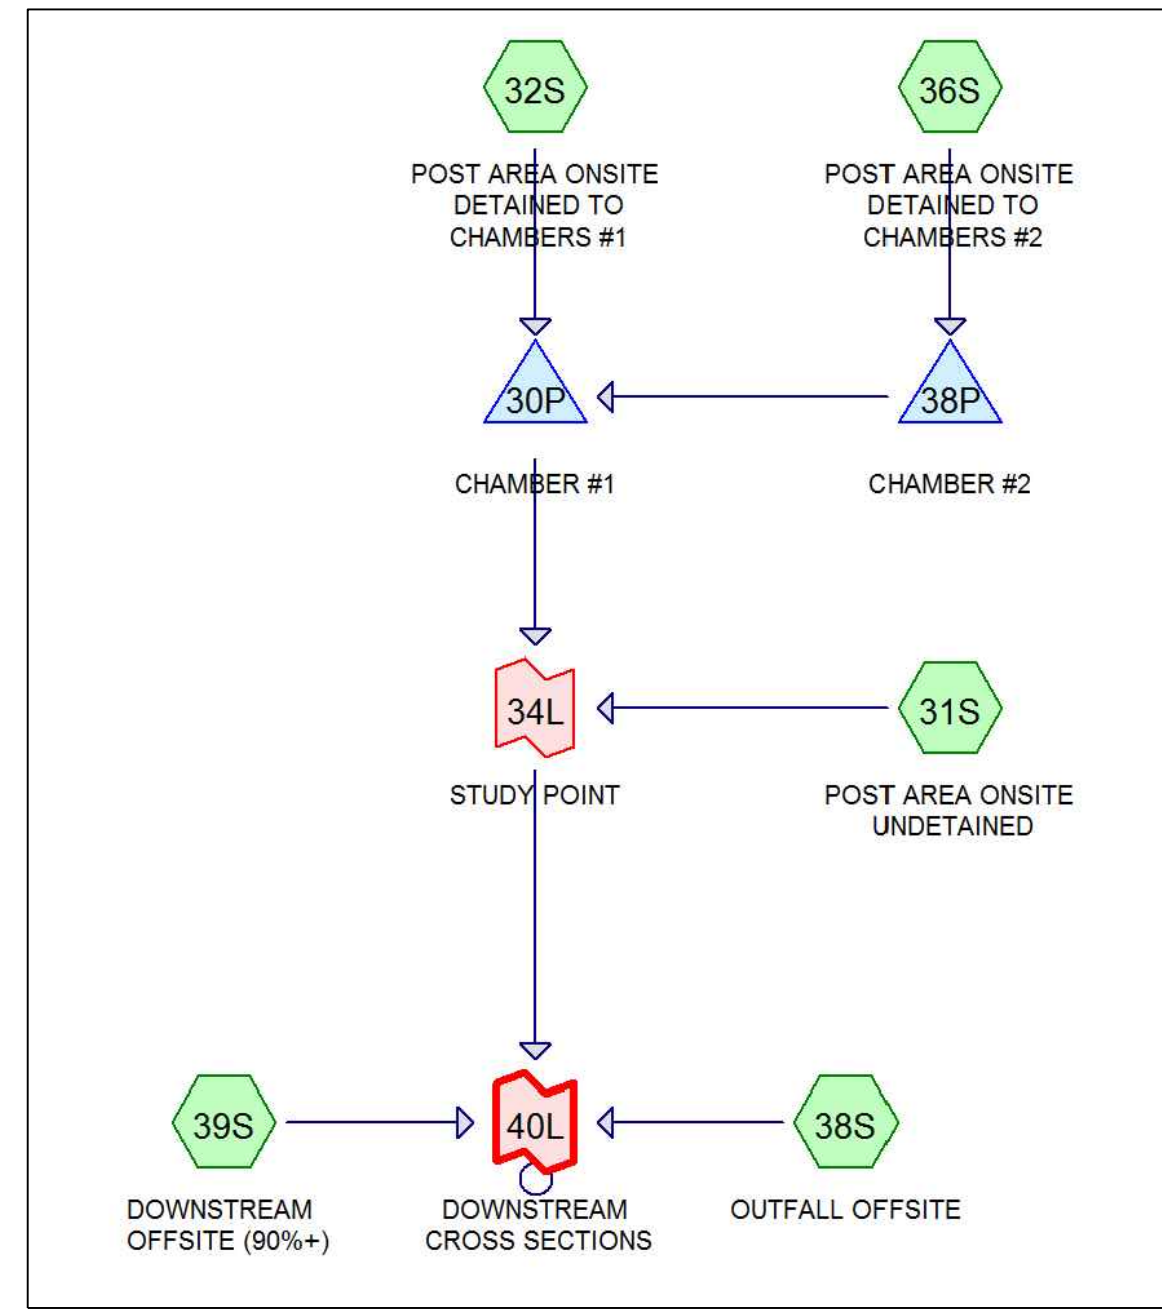 32S
POST AREA ONSITE
DETAINED TO
CHAMBERS #1
36S
POST AREA ONSITE
DETAINED TO
CHAMBERS #2
30P
CHAMBER #1
38P
CHAMBER #2
34L
STUDY POINT
31S
POST AREA ONSITE
UNDETAINED
39S
DOWNSTREAM
OFFSITE (90%+)
40L
DOWNSTREAM
CROSS SECTIONS
38S
OUTFALL OFFSITE